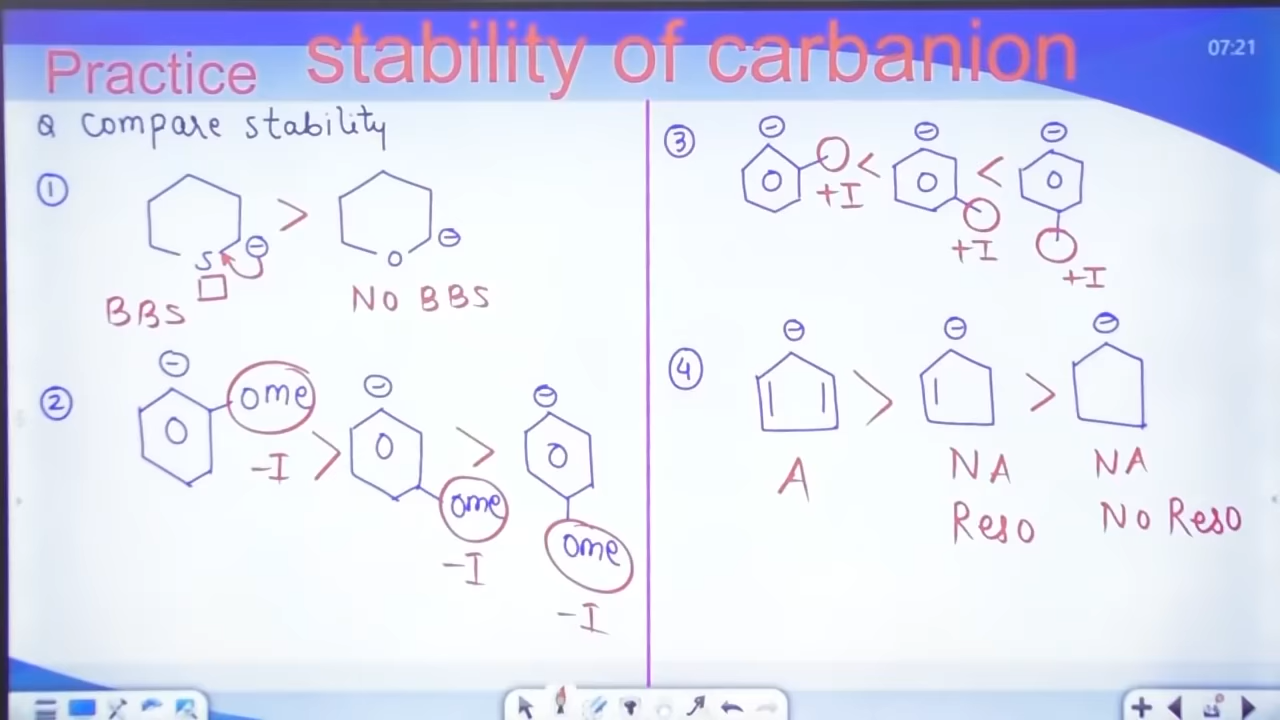 Practice stability of carbanion
07:21
Q compare stability
①
S ⊖ > O ⊖
BBS
NO BBS
②
⊖ ⊖ ⊖
ome > ome > ome
-I
-I
-I
③
⊖ < ⊖ < ⊖
+I
+I
+I
④
⊖ > ⊖ > ⊖
A
NA
NA
Reso
No Reso